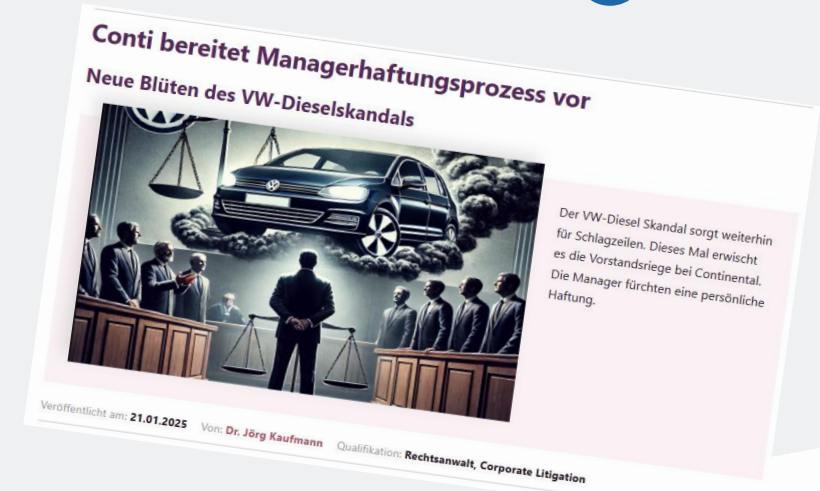 Conti bereitet Managerhaftungsprozess vor
Neue Blüten des VW-Dieselskandals
Der VW-Diesel Skandal sorgt weiterhin
für Schlagzeilen. Dieses Mal erwischt
es die Vorstandsriege bei Continental.
Die Manager fürchten eine persönliche
Haftung.
Veröffentlicht am: 21.01.2025 Von: Dr. Jörg Kaufmann Qualifikation: Rechtsanwalt, Corporate Litigation